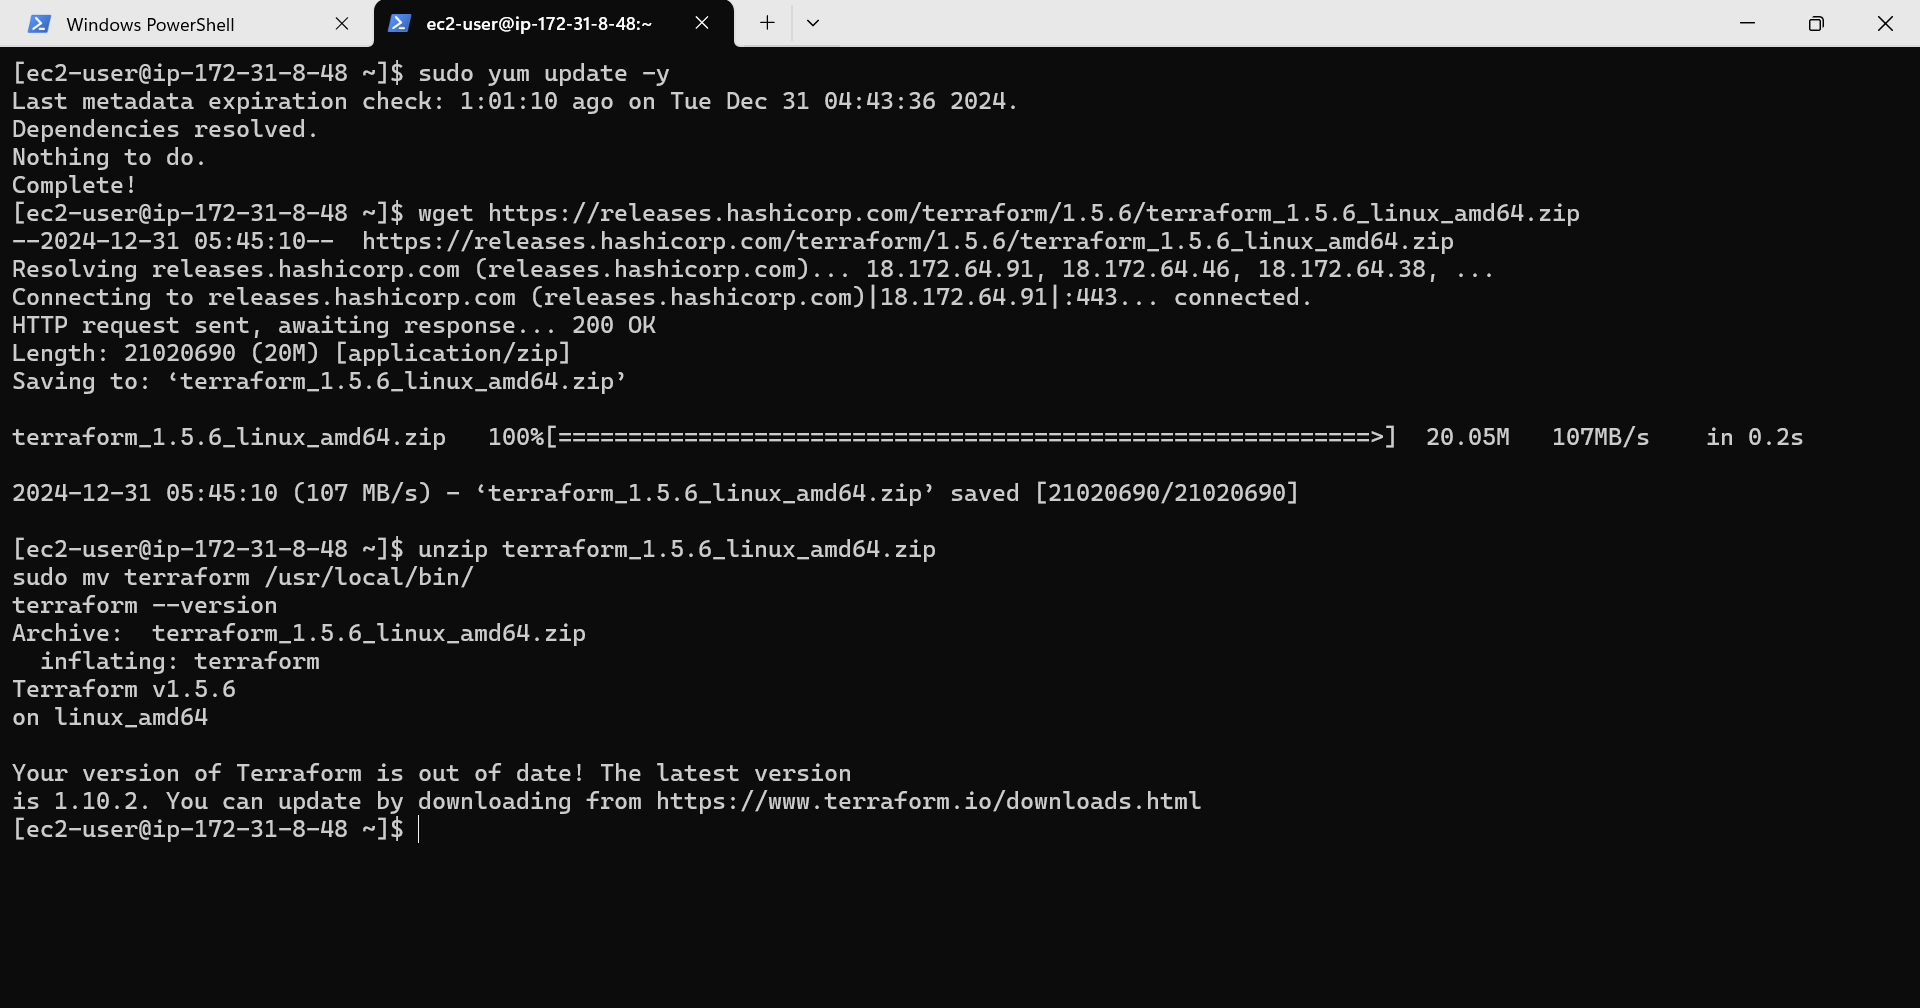 Windows PowerShell
ec2-user@ip-172-31-8-48:~
[ec2-user@ip-172-31-8-48 ~]$ sudo yum update -y
Last metadata expiration check: 1:01:10 ago on Tue Dec 31 04:43:36 2024.
Dependencies resolved.
Nothing to do.
Complete!
[ec2-user@ip-172-31-8-48 ~]$ wget https://releases.hashicorp.com/terraform/1.5.6/terraform_1.5.6_linux_amd64.zip
--2024-12-31 05:45:10--  https://releases.hashicorp.com/terraform/1.5.6/terraform_1.5.6_linux_amd64.zip
Resolving releases.hashicorp.com (releases.hashicorp.com)... 18.172.64.91, 18.172.64.46, 18.172.64.38, ...
Connecting to releases.hashicorp.com (releases.hashicorp.com)|18.172.64.91|:443... connected.
HTTP request sent, awaiting response... 200 OK
Length: 21020690 (20M) [application/zip]
Saving to: ‘terraform_1.5.6_linux_amd64.zip’
terraform_1.5.6_linux_amd64.zip   100%[==========================================================>]  20.05M   107MB/s    in 0.2s
2024-12-31 05:45:10 (107 MB/s) - ‘terraform_1.5.6_linux_amd64.zip’ saved [21020690/21020690]
[ec2-user@ip-172-31-8-48 ~]$ unzip terraform_1.5.6_linux_amd64.zip
sudo mv terraform /usr/local/bin/
terraform --version
Archive:  terraform_1.5.6_linux_amd64.zip
  inflating: terraform
Terraform v1.5.6
on linux_amd64
Your version of Terraform is out of date! The latest version
is 1.10.2. You can update by downloading from https://www.terraform.io/downloads.html
[ec2-user@ip-172-31-8-48 ~]$